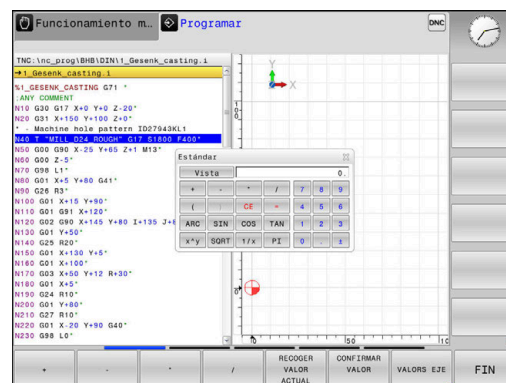 Funcionamiento m... Programar DNC
TNC:\nc_prog\BHB\DIN\1_Gesenk_casting.i
→1_Gesenk_casting.i
%1_GESENK_CASTING G71 *
;ANY COMMENT
N10 G30 G17 X+0 Y+0 Z-20*
N20 G31 X+150 Y+100 Z+0*
* - Machine hole pattern ID27943KL1
N40 T "MILL_D24_ROUGH" G17 S1800 F400*
N50 G00 G90 X-25 Y+65 Z+1 M13*
N60 G00 Z-5*
N70 G98 L1*
N80 G01 X+5 Y+80 G41*
N90 G26 R3*
N100 G01 X+15 Y+90*
N110 G01 G91 X+120*
N120 G02 G90 X+145 Y+80 I+135 J+8
N130 G01 Y+50*
N140 G25 R20*
N150 G01 X+130 Y+5*
N160 G01 X+100*
N170 G03 X+50 Y+12 R+30*
N180 G01 X+5*
N190 G24 R10*
N200 G01 Y+80*
N210 G27 R10*
N220 G01 X-20 Y+90 G40*
N230 G98 L0*
Y
X
Estándar
Vista 0.
+ - * / 7 8 9
( ) CE = 4 5 6
ARC SIN COS TAN 1 2 3
x^y SQRT 1/x PI 0 . ±
0 |50
+ - * / RECOGER VALOR ACTUAL CONFIRMAR VALOR VALORS EJE FIN